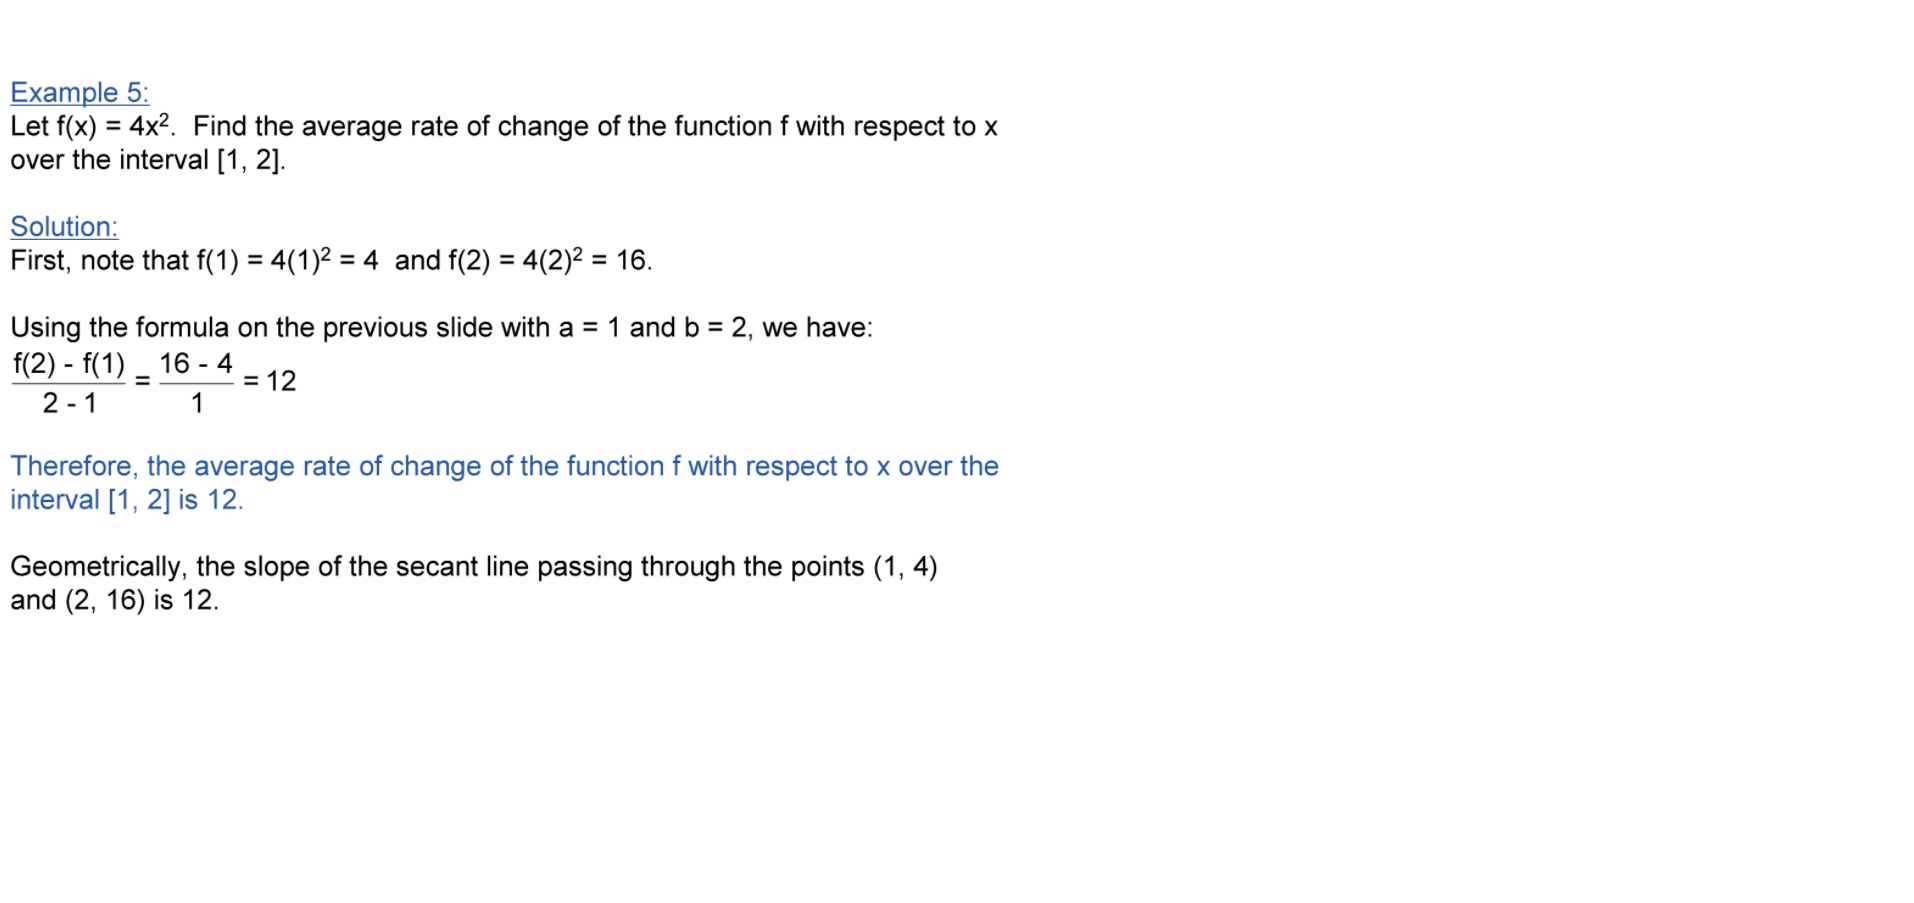 Example 5:
Let f(x) = 4x². Find the average rate of change of the function f with respect to x
over the interval [1, 2].
Solution:
First, note that f(1) = 4(1)² = 4 and f(2) = 4(2)² = 16.
Using the formula on the previous slide with a = 1 and b = 2, we have:
f(2) - f(1) / 2 - 1 = 16 - 4 / 1 = 12
Therefore, the average rate of change of the function f with respect to x over the
interval [1, 2] is 12.
Geometrically, the slope of the secant line passing through the points (1, 4)
and (2, 16) is 12.